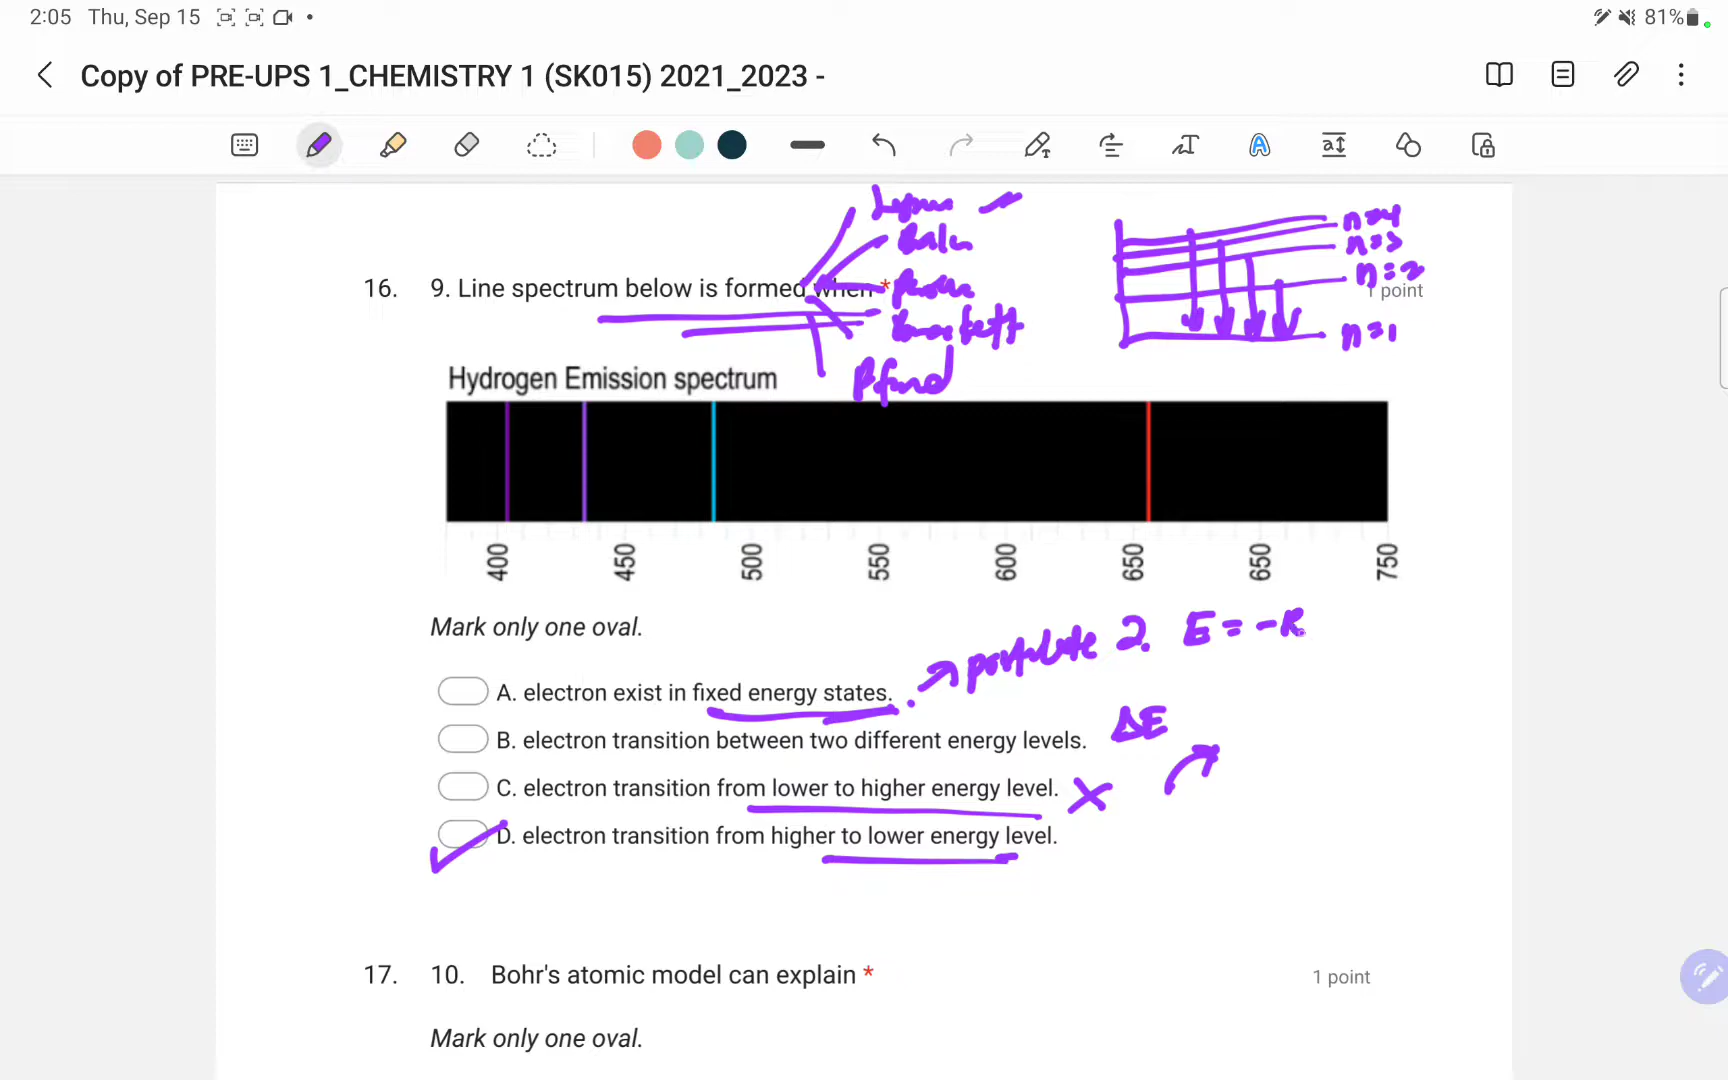 2:05 Thu, Sep 15 81%
Copy of PRE-UPS 1_CHEMISTRY 1 (SK015) 2021_2023 -
Lyman
n=4
n=3
16. 9. Line spectrum below is formed when * 1 point
n=2
Brackett
n=1
Pfund
Hydrogen Emission spectrum
400 450 500 550 600 650 650 750
Mark only one oval.
postulate 2. E = -R
A. electron exist in fixed energy states.
B. electron transition between two different energy levels. ΔE
C. electron transition from lower to higher energy level. X
D. electron transition from higher to lower energy level.
17. 10. Bohr's atomic model can explain * 1 point
Mark only one oval.